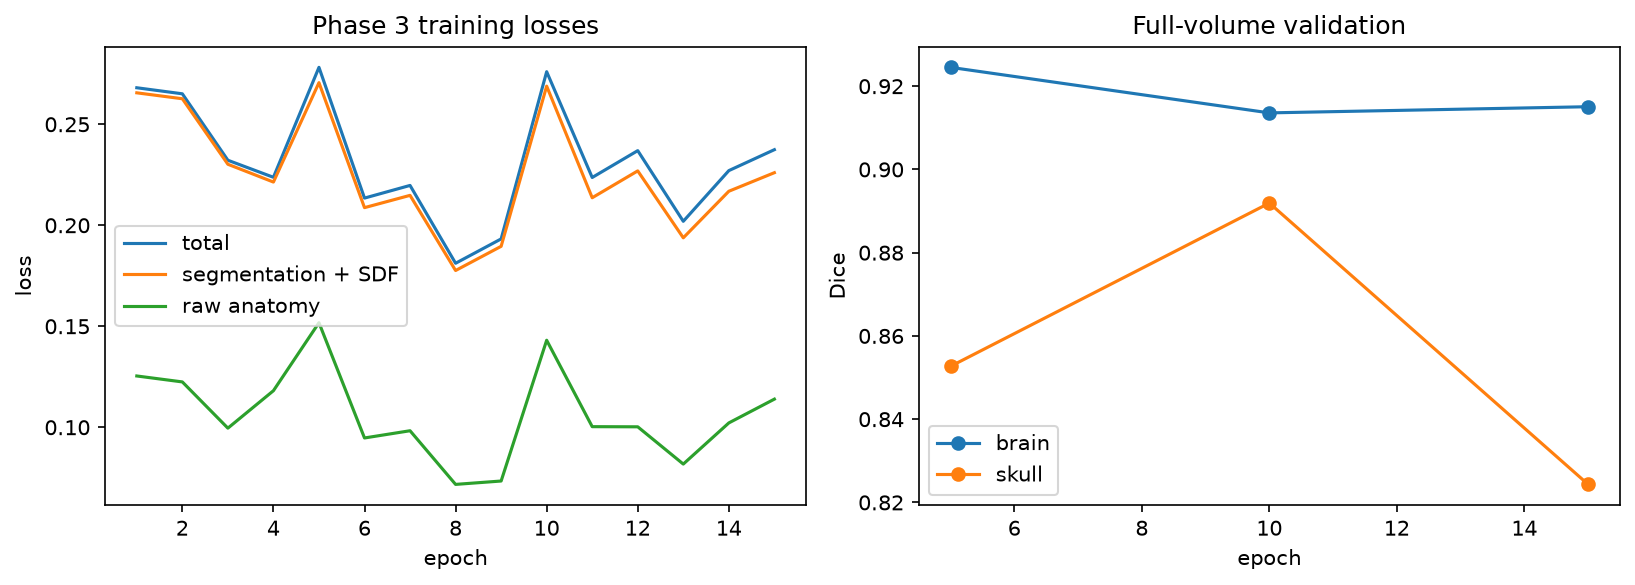 Phase 3 training losses
loss
0.25
0.20
0.15
0.10
total
segmentation + SDF
raw anatomy
2 4 6 8 10 12 14
epoch
Full-volume validation
Dice
0.92
0.90
0.88
0.86
0.84
0.82
brain
skull
6 8 10 12 14
epoch